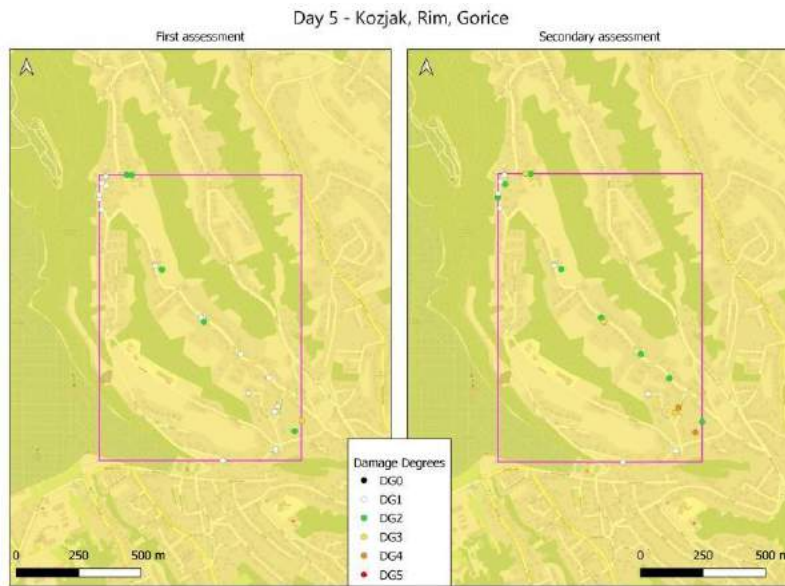 Day 5 - Kozjak, Rim, Gorice
First assessment
Secondary assessment
Damage Degrees
DG0
DG1
DG2
DG3
DG4
DG5
0 250 500 m
0 250 500 m